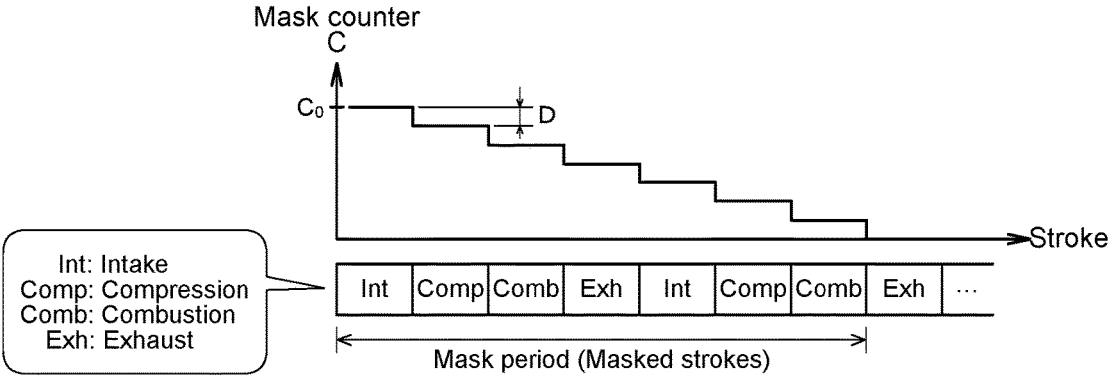 Mask counter
C
C₀
D
Stroke
Int: Intake
Comp: Compression
Comb: Combustion
Exh: Exhaust
Int Comp Comb Exh Int Comp Comb Exh ...
Mask period (Masked strokes)